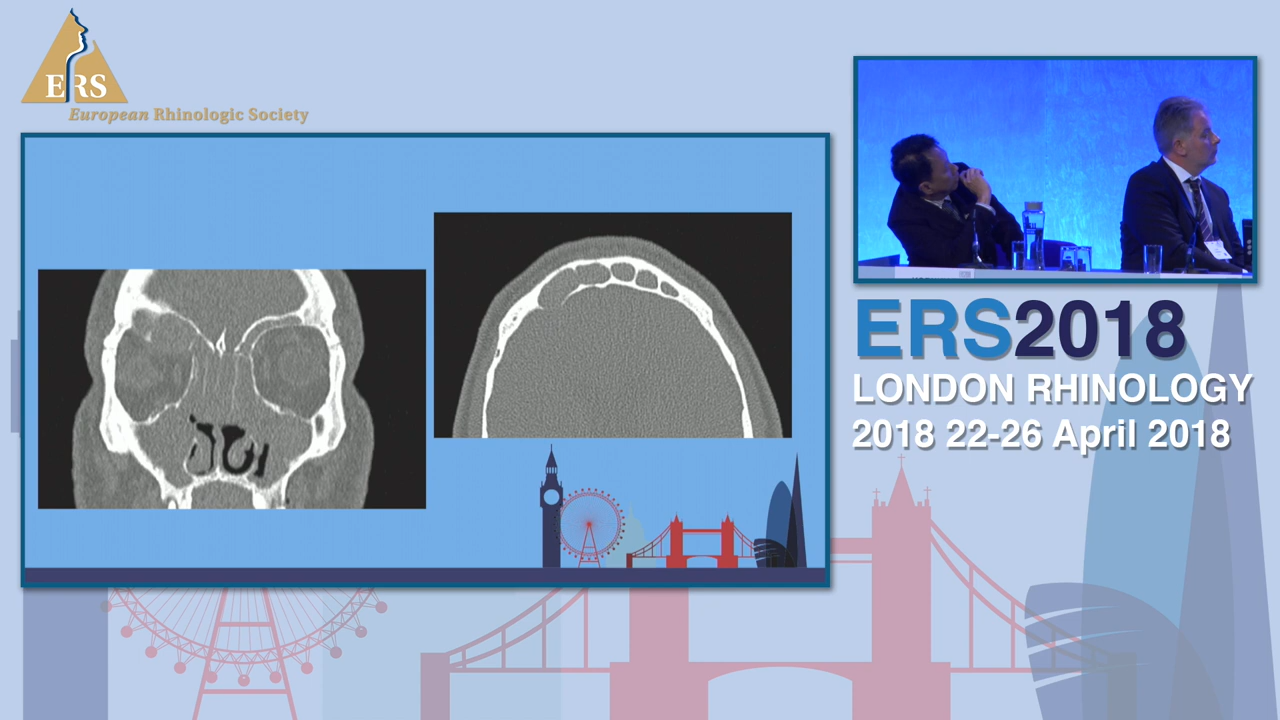 ERS
European Rhinologic Society
ERS2018
LONDON RHINOLOGY
2018 22-26 April 2018